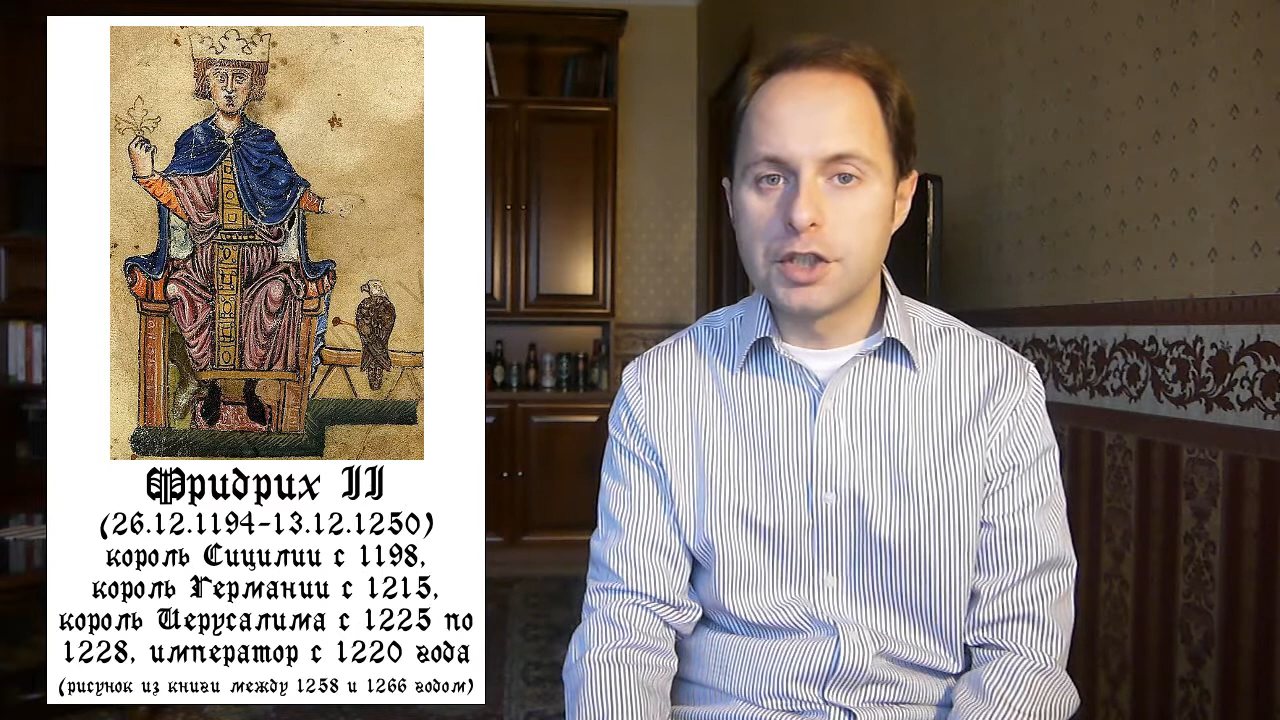 Фридрих II
(26.12.1194-13.12.1250)
король Сицилии с 1198,
король Германии с 1215,
король Иерусалима с 1225 по
1228, император с 1220 года
(рисунок из книги между 1258 и 1266 годом)